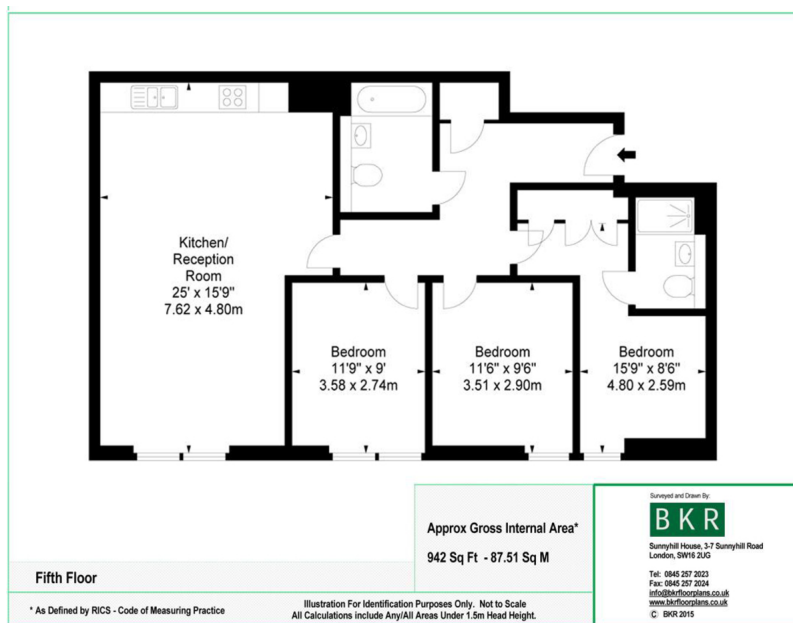 Kitchen/
Reception
Room
25' x 15'9"
7.62 x 4.80m
Bedroom
11'9" x 9'
3.58 x 2.74m
Bedroom
11'6" x 9'6"
3.51 x 2.90m
Bedroom
15'9" x 8'6"
4.80 x 2.59m
Fifth Floor
Approx Gross Internal Area*
942 Sq Ft - 87.51 Sq M
* As Defined by RICS - Code of Measuring Practice
Illustration For Identification Purposes Only. Not to Scale
All Calculations include Any/All Areas Under 1.5m Head Height.
Surveyed and Drawn By:
BKR
Sunnyhill House, 3-7 Sunnyhill Road
London, SW16 2UG
Tel: 0845 257 2023
Fax: 0845 257 2024
info@bkrfloorplans.co.uk
www.bkrfloorplans.co.uk
© BKR 2015